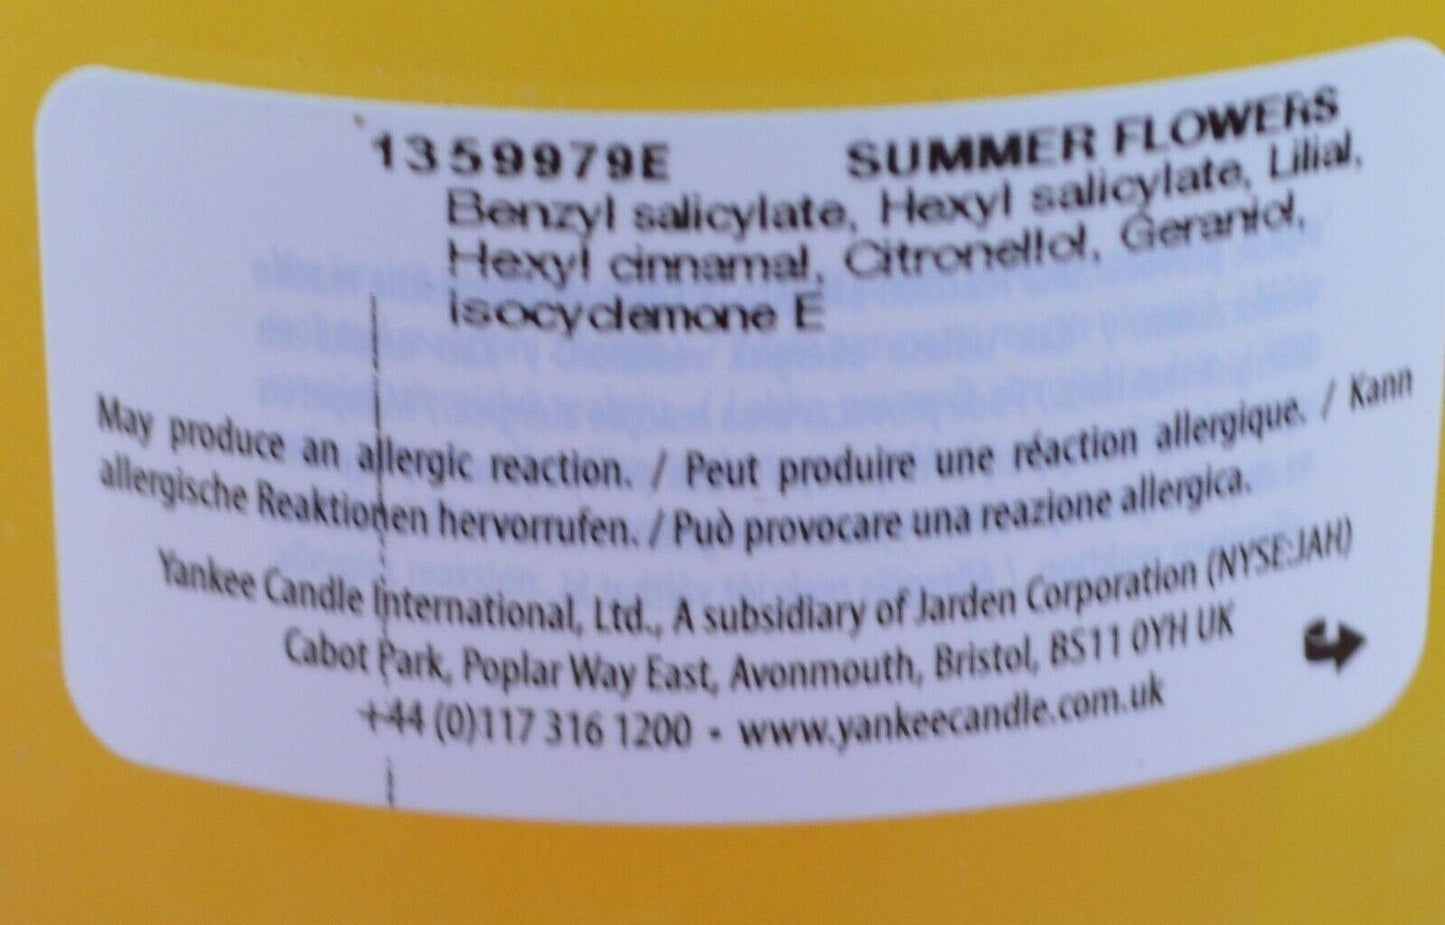 1359979E SUMMER FLOWERS
Benzyl salicylate, Hexyl salicylate, Lilial,
Hexyl cinnamal, Citronellol, Geraniol,
Isocyclemone E
May produce an allergic reaction. / Peut produire une réaction allergique. / Kann
allergische Reaktionen hervorrufen. / Può provocare una reazione allergica.
Yankee Candle International, Ltd., A subsidiary of Jarden Corporation (NYSE:JAH)
Cabot Park, Poplar Way East, Avonmouth, Bristol, BS11 0YH UK
+44 (0)117 316 1200 • www.yankeecandle.com.uk